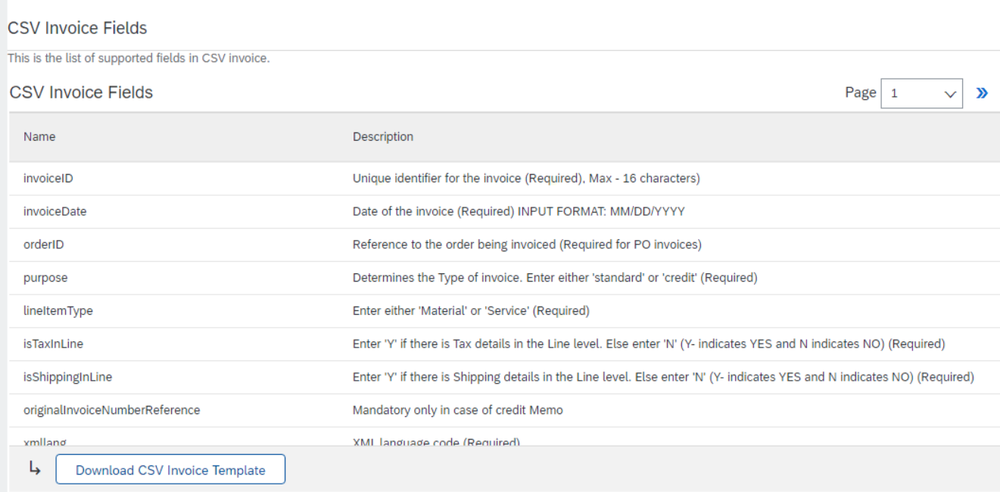 CSV Invoice Fields
This is the list of supported fields in CSV invoice.
CSV Invoice Fields
Page 1
Name Description
invoiceID Unique identifier for the invoice (Required), Max - 16 characters)
invoiceDate Date of the invoice (Required) INPUT FORMAT: MM/DD/YYYY
orderID Reference to the order being invoiced (Required for PO invoices)
purpose Determines the Type of invoice. Enter either 'standard' or 'credit' (Required)
lineItemType Enter either 'Material' or 'Service' (Required)
isTaxInLine Enter 'Y' if there is Tax details in the Line level. Else enter 'N' (Y- indicates YES and N indicates NO) (Required)
isShippingInLine Enter 'Y' if there is Shipping details in the Line level. Else enter 'N' (Y- indicates YES and N indicates NO) (Required)
originalInvoiceNumberReference Mandatory only in case of credit Memo
xmllang XML language code (Required)
Download CSV Invoice Template